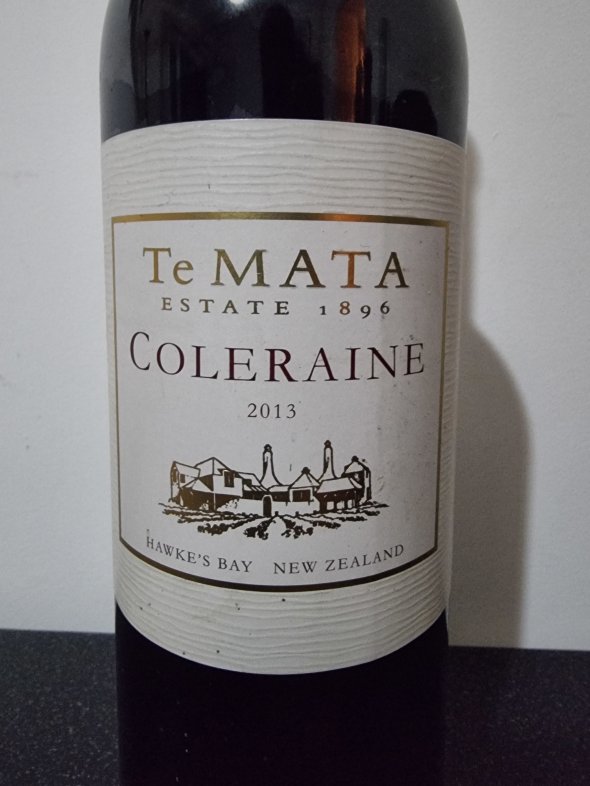 Te MATA
ESTATE 1896
COLERAINE
2013
HAWKE'S BAY NEW ZEALAND